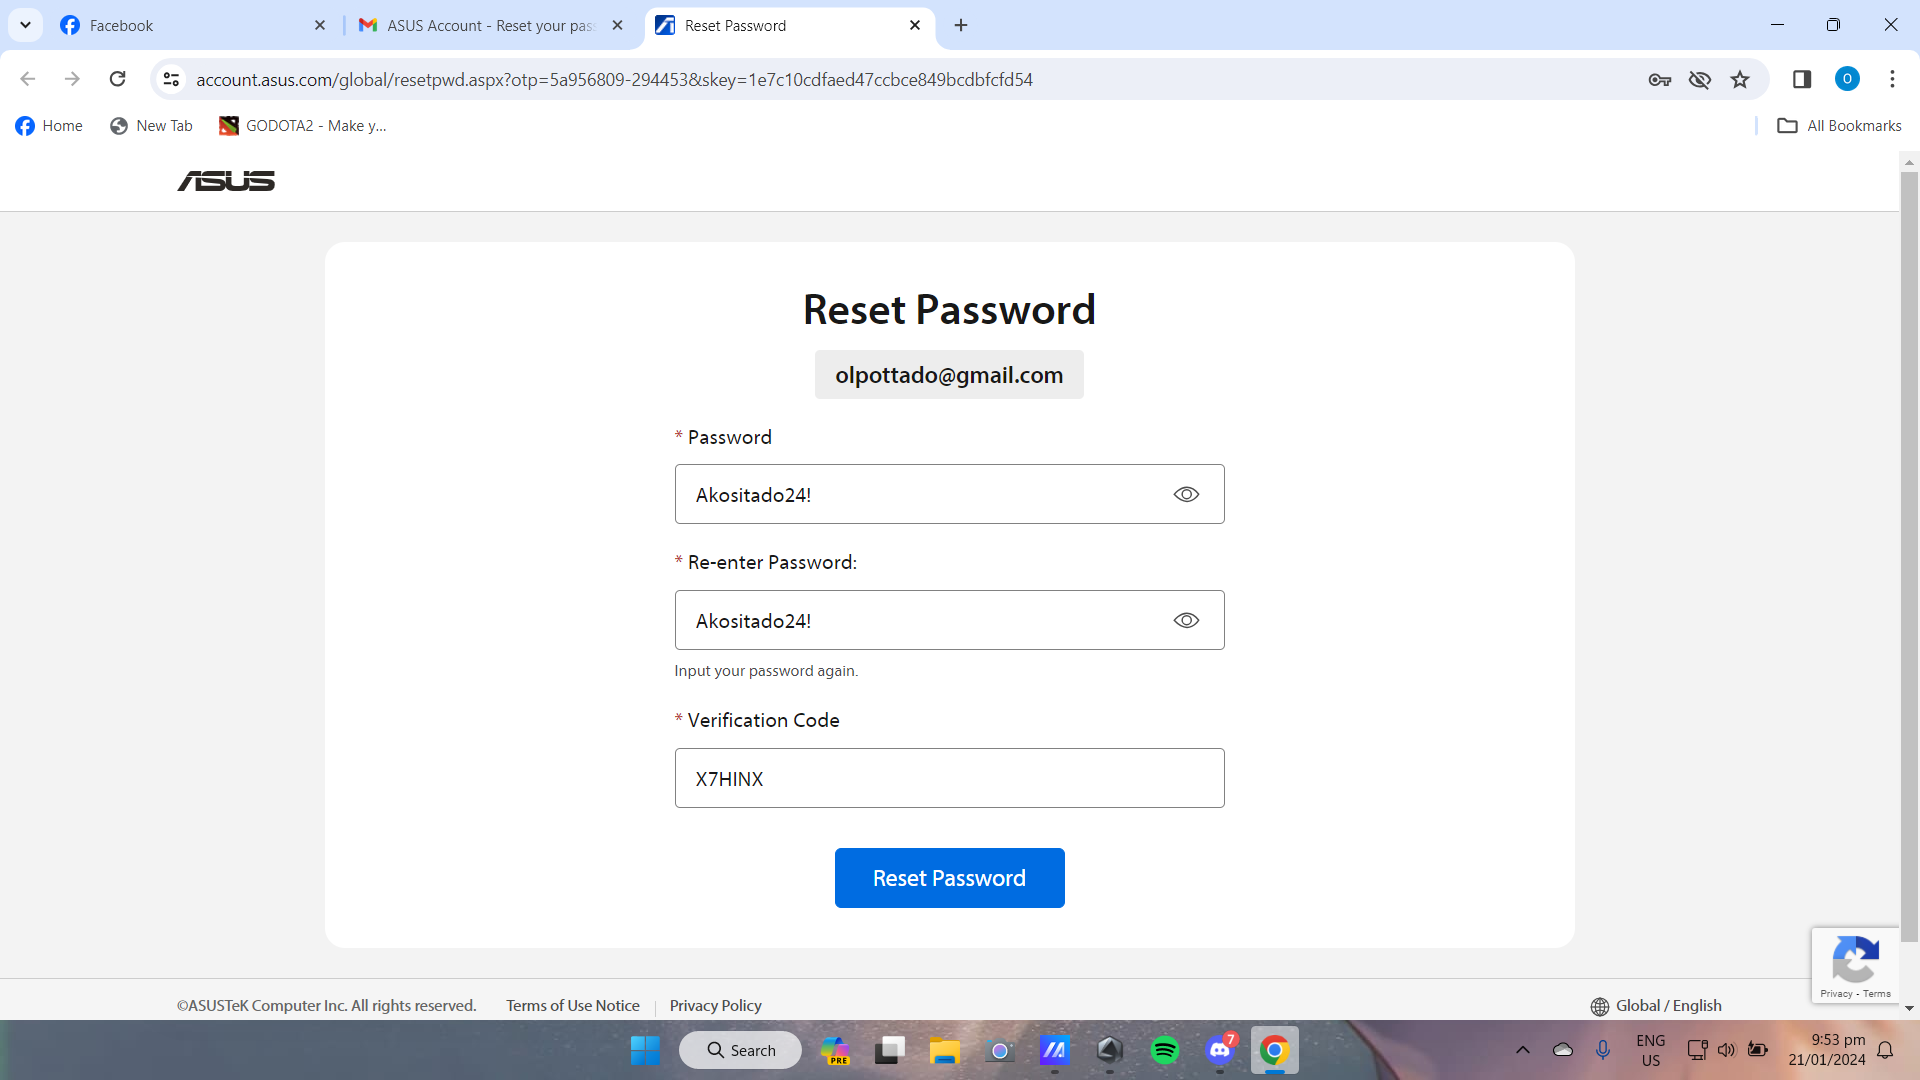 Facebook
ASUS Account - Reset your pas
Reset Password
account.asus.com/global/resetpwd.aspx?otp=5a956809-294453&skey=1e7c10cdfaed47ccbce849bcdbfcfd54
O
Home
New Tab
GODOTA2 - Make y...
All Bookmarks
ASUS
Reset Password
olpottado@gmail.com
* Password
Akositado24!
* Re-enter Password:
Akositado24!
Input your password again.
* Verification Code
X7HINX
Reset Password
Privacy - Terms
©ASUSTeK Computer Inc. All rights reserved.
Terms of Use Notice
Privacy Policy
Global / English
Search
PRE
7
ENG
US
9:53 pm
21/01/2024